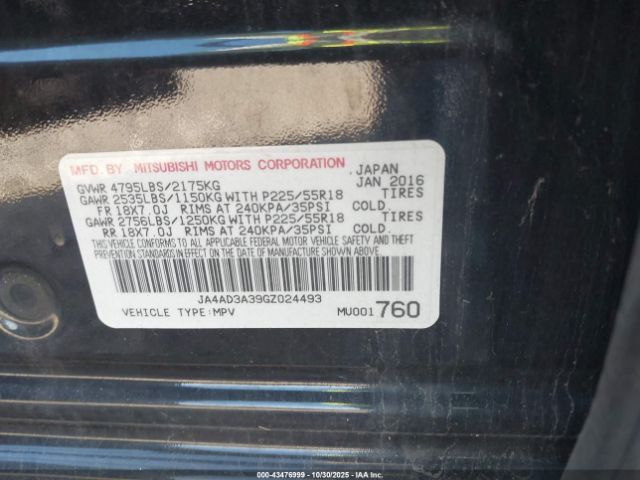 MFD. BY MITSUBISHI MOTORS CORPORATION JAPAN
GVWR 4795LBS/2175KG JAN 2016
GAWR 2535LBS/1150KG WITH P225/55R18 TIRES
FR 18X7.0J RIMS AT 240KPA/35PSI COLD.
GAWR 2756LBS/1250KG WITH P225/55R18 TIRES
RR 18X7.0J RIMS AT 240KPA/35PSI COLD.
THIS VEHICLE CONFORMS TO ALL APPLICABLE FEDERAL MOTOR VEHICLE SAFETY AND THEFT
PREVENTION STANDARDS IN EFFECT ON THE DATE OF MANUFACTURE SHOWN ABOVE.
JA4AD3A39GZ024493
VEHICLE TYPE:MPV MU001760
000-43476999 - 10/30/2025 - IAA Inc.